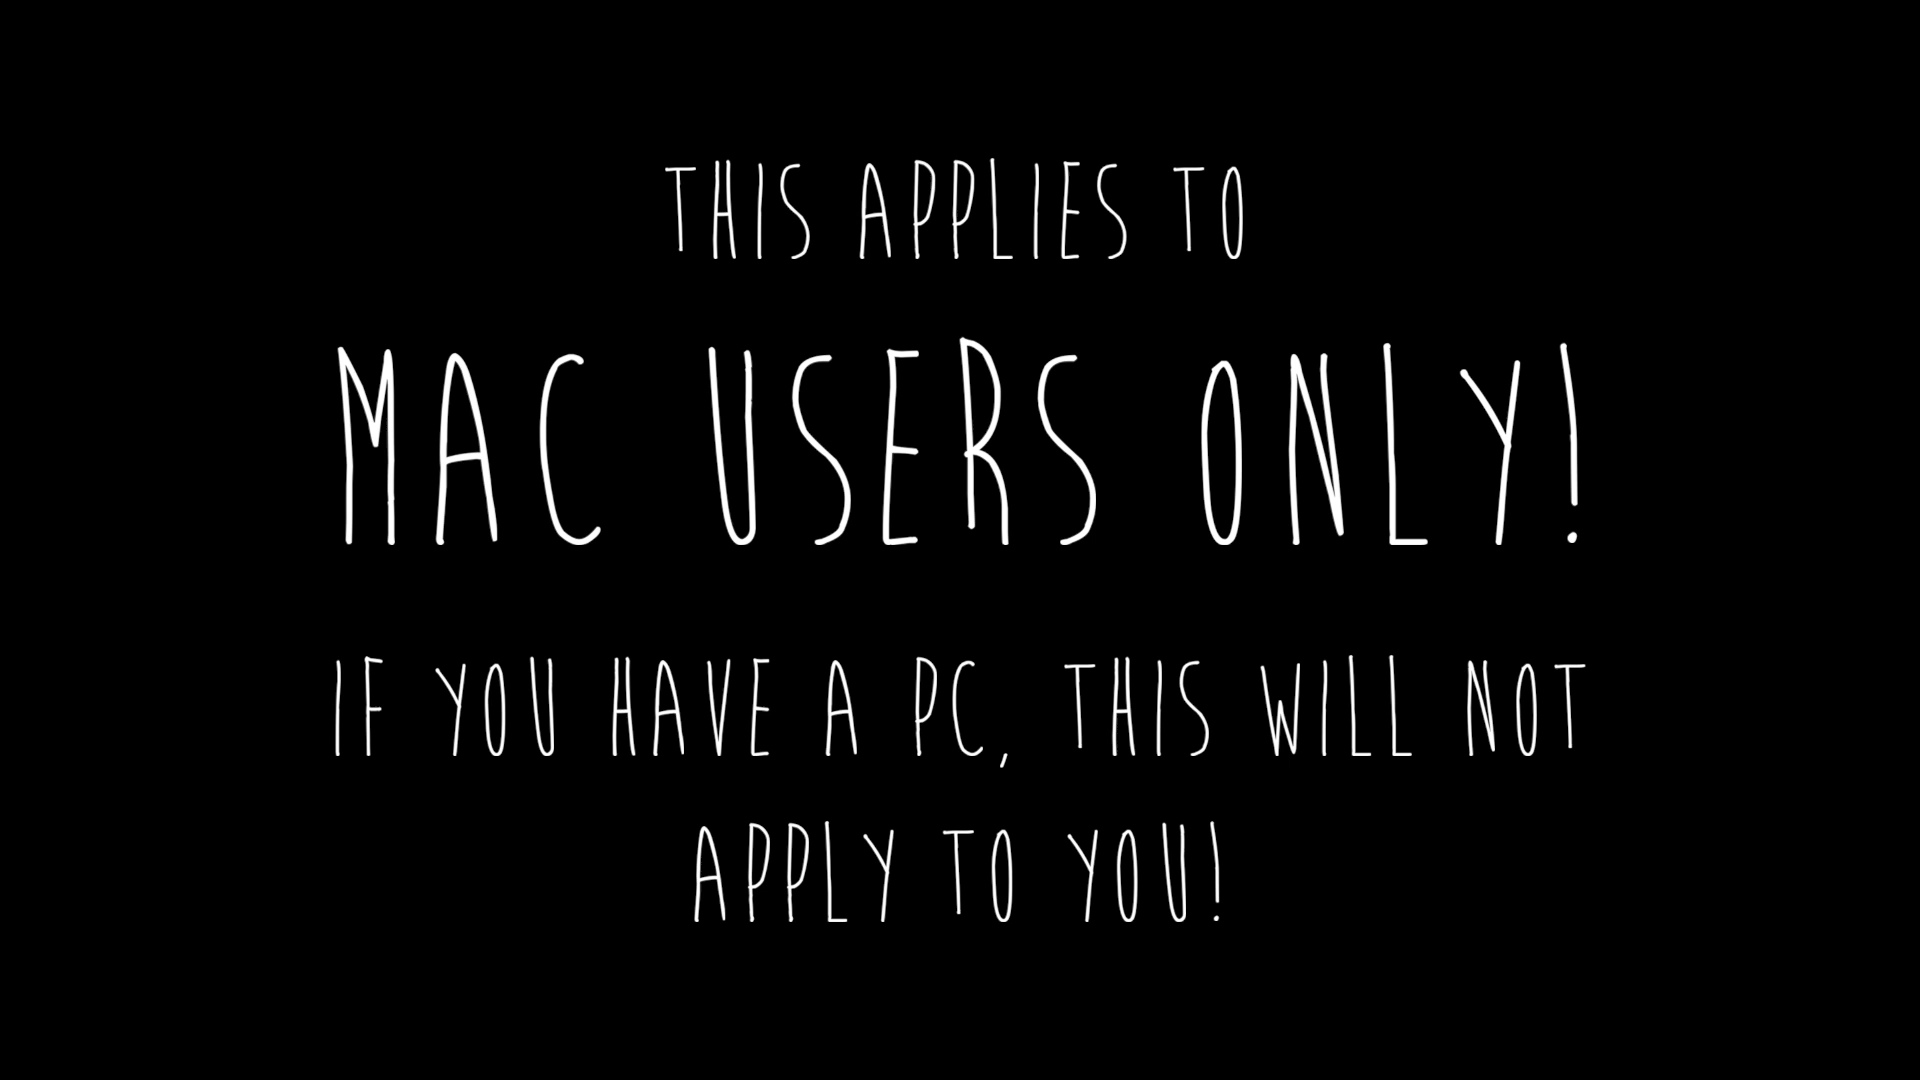 THIS APPLIES TO
MAC USERS ONLY!
IF YOU HAVE A PC, THIS WILL NOT
APPLY TO YOU!